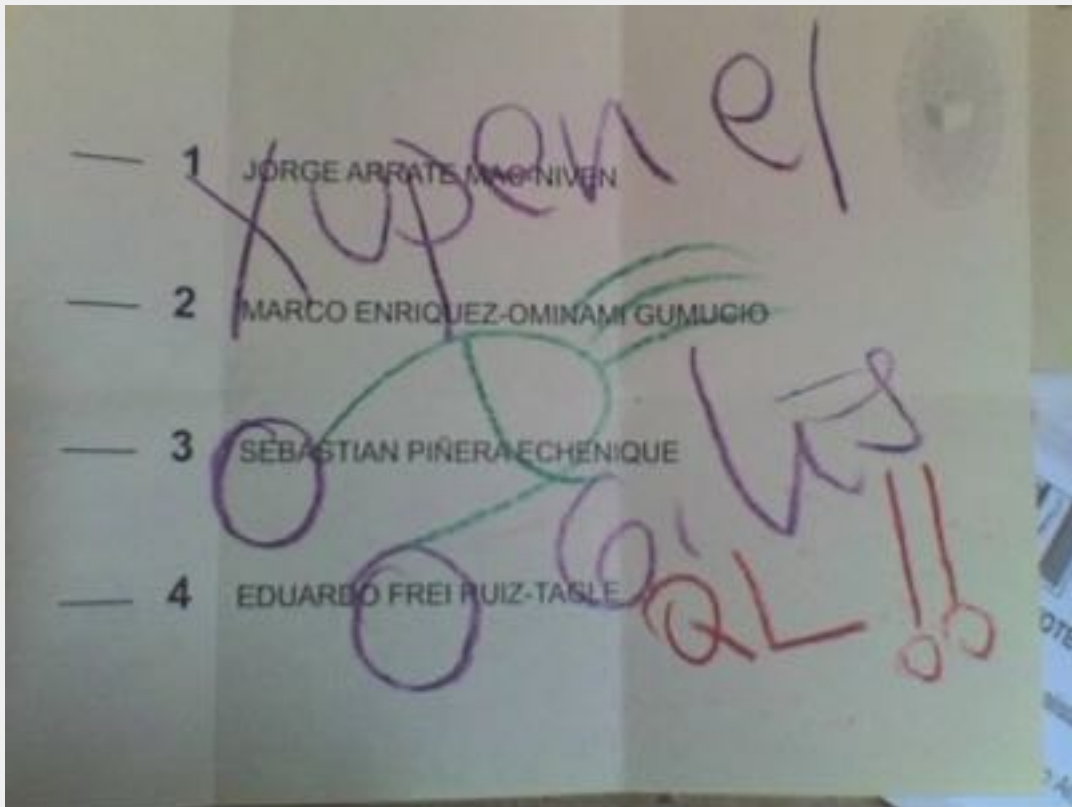 Xupen el
1 JORGE ARRATE MAC-NIVEN
2 MARCO ENRIQUEZ-OMINAMI GUMUCIO
3 SEBASTIAN PIÑERA ECHENIQUE
4 EDUARDO FREI RUIZ-TAGLE
QL!!